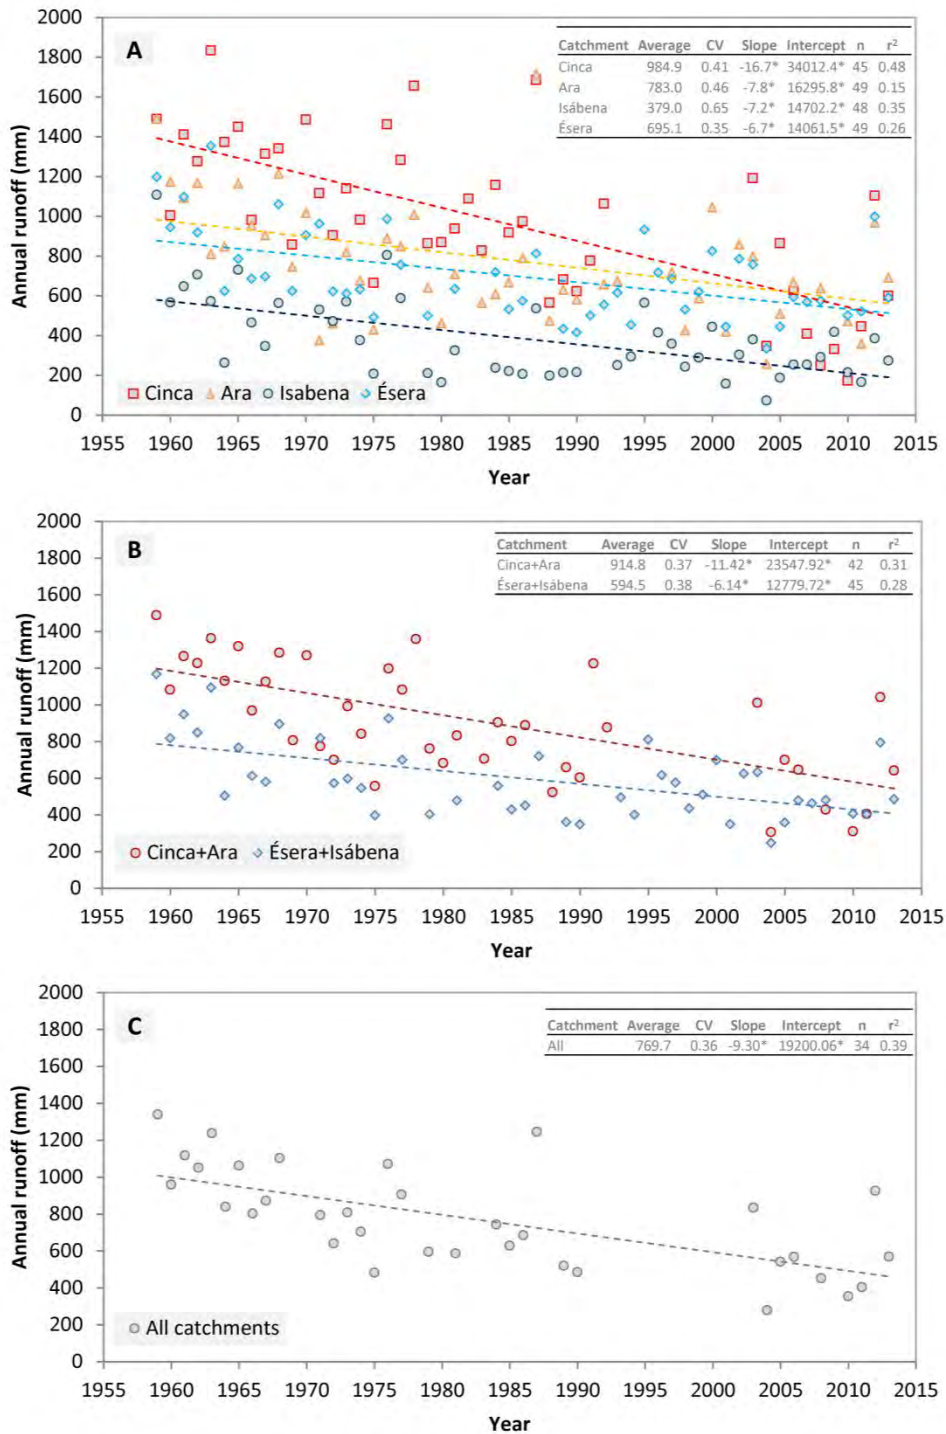 2000
A
Catchment Average CV Slope Intercept n r²
1800
Cinca 984.9 0.41 -16.7* 34012.4* 45 0.48
Ara 783.0 0.46 -7.8* 16295.8* 49 0.15
1600
Isábena 379.0 0.65 -7.2* 14702.2* 48 0.35
Ésera 695.1 0.35 -6.7* 14061.5* 49 0.26
1400
1200
1000
800
600
400
200
0
Annual runoff (mm)
Cinca Ara Isabena Ésera
1955 1960 1965 1970 1975 1980 1985 1990 1995 2000 2005 2010 2015
Year
2000
B
Catchment Average CV Slope Intercept n r²
1800
Cinca+Ara 914.8 0.37 -11.42* 23547.92* 42 0.31
Ésera+Isábena 594.5 0.38 -6.14* 12779.72* 45 0.28
1600
1400
1200
1000
800
600
400
200
0
Annual runoff (mm)
Cinca+Ara Ésera+Isábena
1955 1960 1965 1970 1975 1980 1985 1990 1995 2000 2005 2010 2015
Year
2000
C
Catchment Average CV Slope Intercept n r²
1800
All 769.7 0.36 -9.30* 19200.06* 34 0.39
1600
1400
1200
1000
800
600
400
200
0
Annual runoff (mm)
All catchments
1955 1960 1965 1970 1975 1980 1985 1990 1995 2000 2005 2010 2015
Year